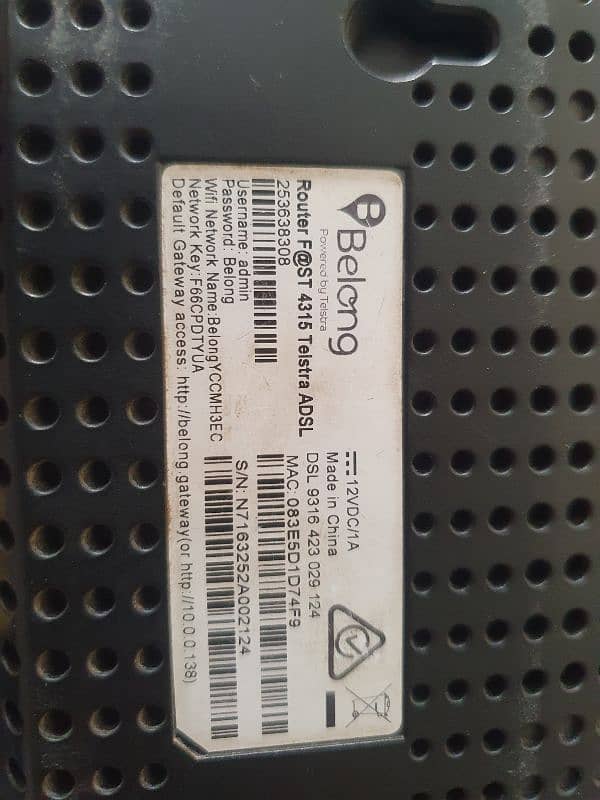 Belong
Powered by Telstra
Router F@ST 4315 Telstra ADSL
253638308
Username: admin
Password: Belong
Wifi Network Name:BelongYCCMH3EC
Network Key:F66CPDTYUA
Default Gateway access: http://belong.gateway(or http://10.0.0.138)
12VDC/1A
Made in China
DSL 9316 423 029 124
MAC: 083E5D1D74F9
S/N: N7163252A002124